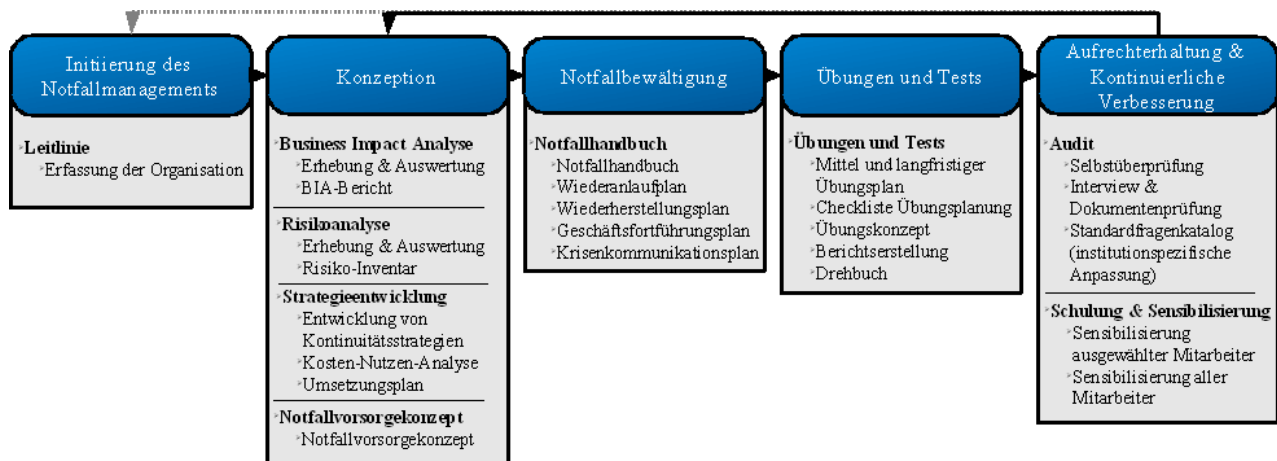 Initiierung des
Notfallmanagements
Leitlinie
Erfassung der Organisation
Konzeption
Business Impact Analyse
Erhebung & Auswertung
BIA-Bericht
Risikoanalyse
Erhebung & Auswertung
Risiko-Inventar
Strategieentwicklung
Entwicklung von
Kontinuitätsstrategien
Kosten-Nutzen-Analyse
Umsetzungsplan
Notfallvorsorgekonzept
Notfallvorsorgekonzept
Notfallbewältigung
Notfallhandbuch
Notfallhandbuch
Wiederanlaufplan
Wiederherstellungsplan
Geschäftsfortführungsplan
Krisenkommunikationsplan
Übungen und Tests
Übungen und Tests
Mittel und langfristiger
Übungsplan
Checkliste Übungsplanung
Übungskonzept
Berichtserstellung
Drehbuch
Aufrechterhaltung &
Kontinuierliche
Verbesserung
Audit
Selbstüberprüfung
Interview &
Dokumentenprüfung
Standardfragenkatalog
(institutionspezifische
Anpassung)
Schulung & Sensibilisierung
Sensibilisierung
ausgewählter Mitarbeiter
Sensibilisierung aller
Mitarbeiter